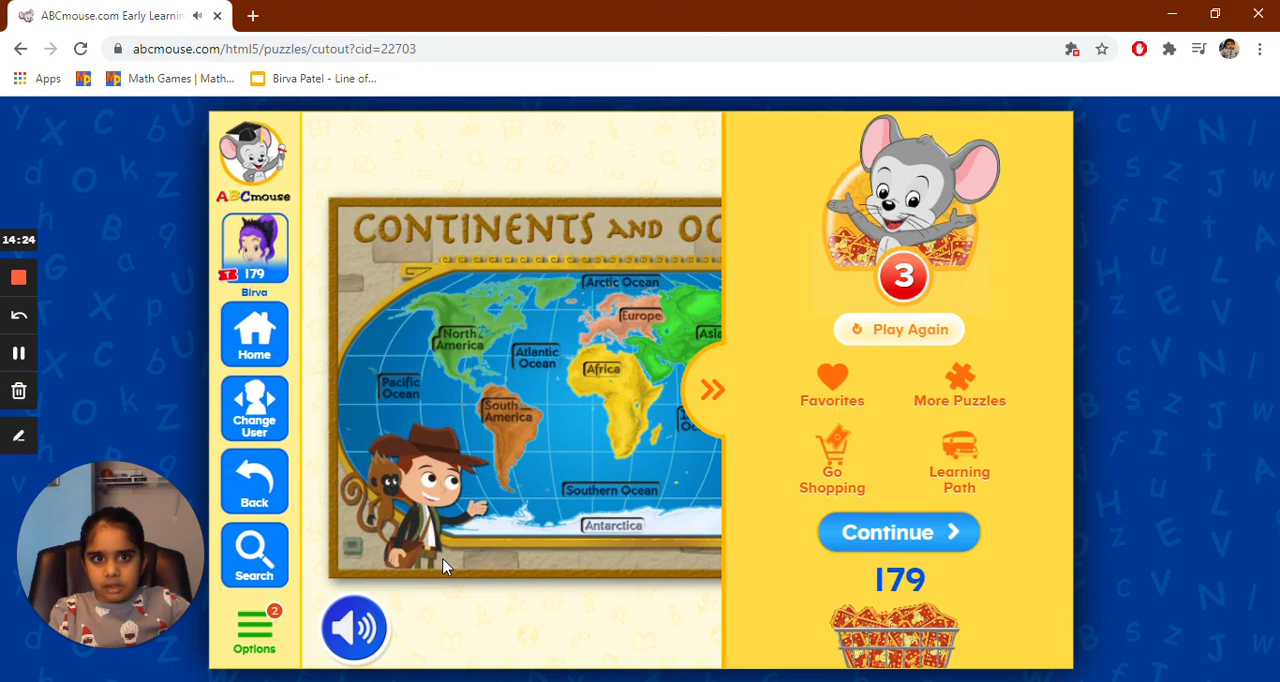 ABCmouse.com Early Learnin
abcmouse.com/html5/puzzles/cutout?cid=22703
Apps
Math Games | Math...
Birva Patel - Line of...
14:24
ABCmouse
T 179
Birva
Home
Change
User
Back
Search
2
Options
CONTINENTS AND OC
Arctic Ocean
Europe
North
America
Asia
Atlantic
Ocean
Africa
Pacific
Ocean
South
America
Southern Ocean
Antarctica
3
Play Again
Favorites
More Puzzles
Go
Shopping
Learning
Path
Continue
179